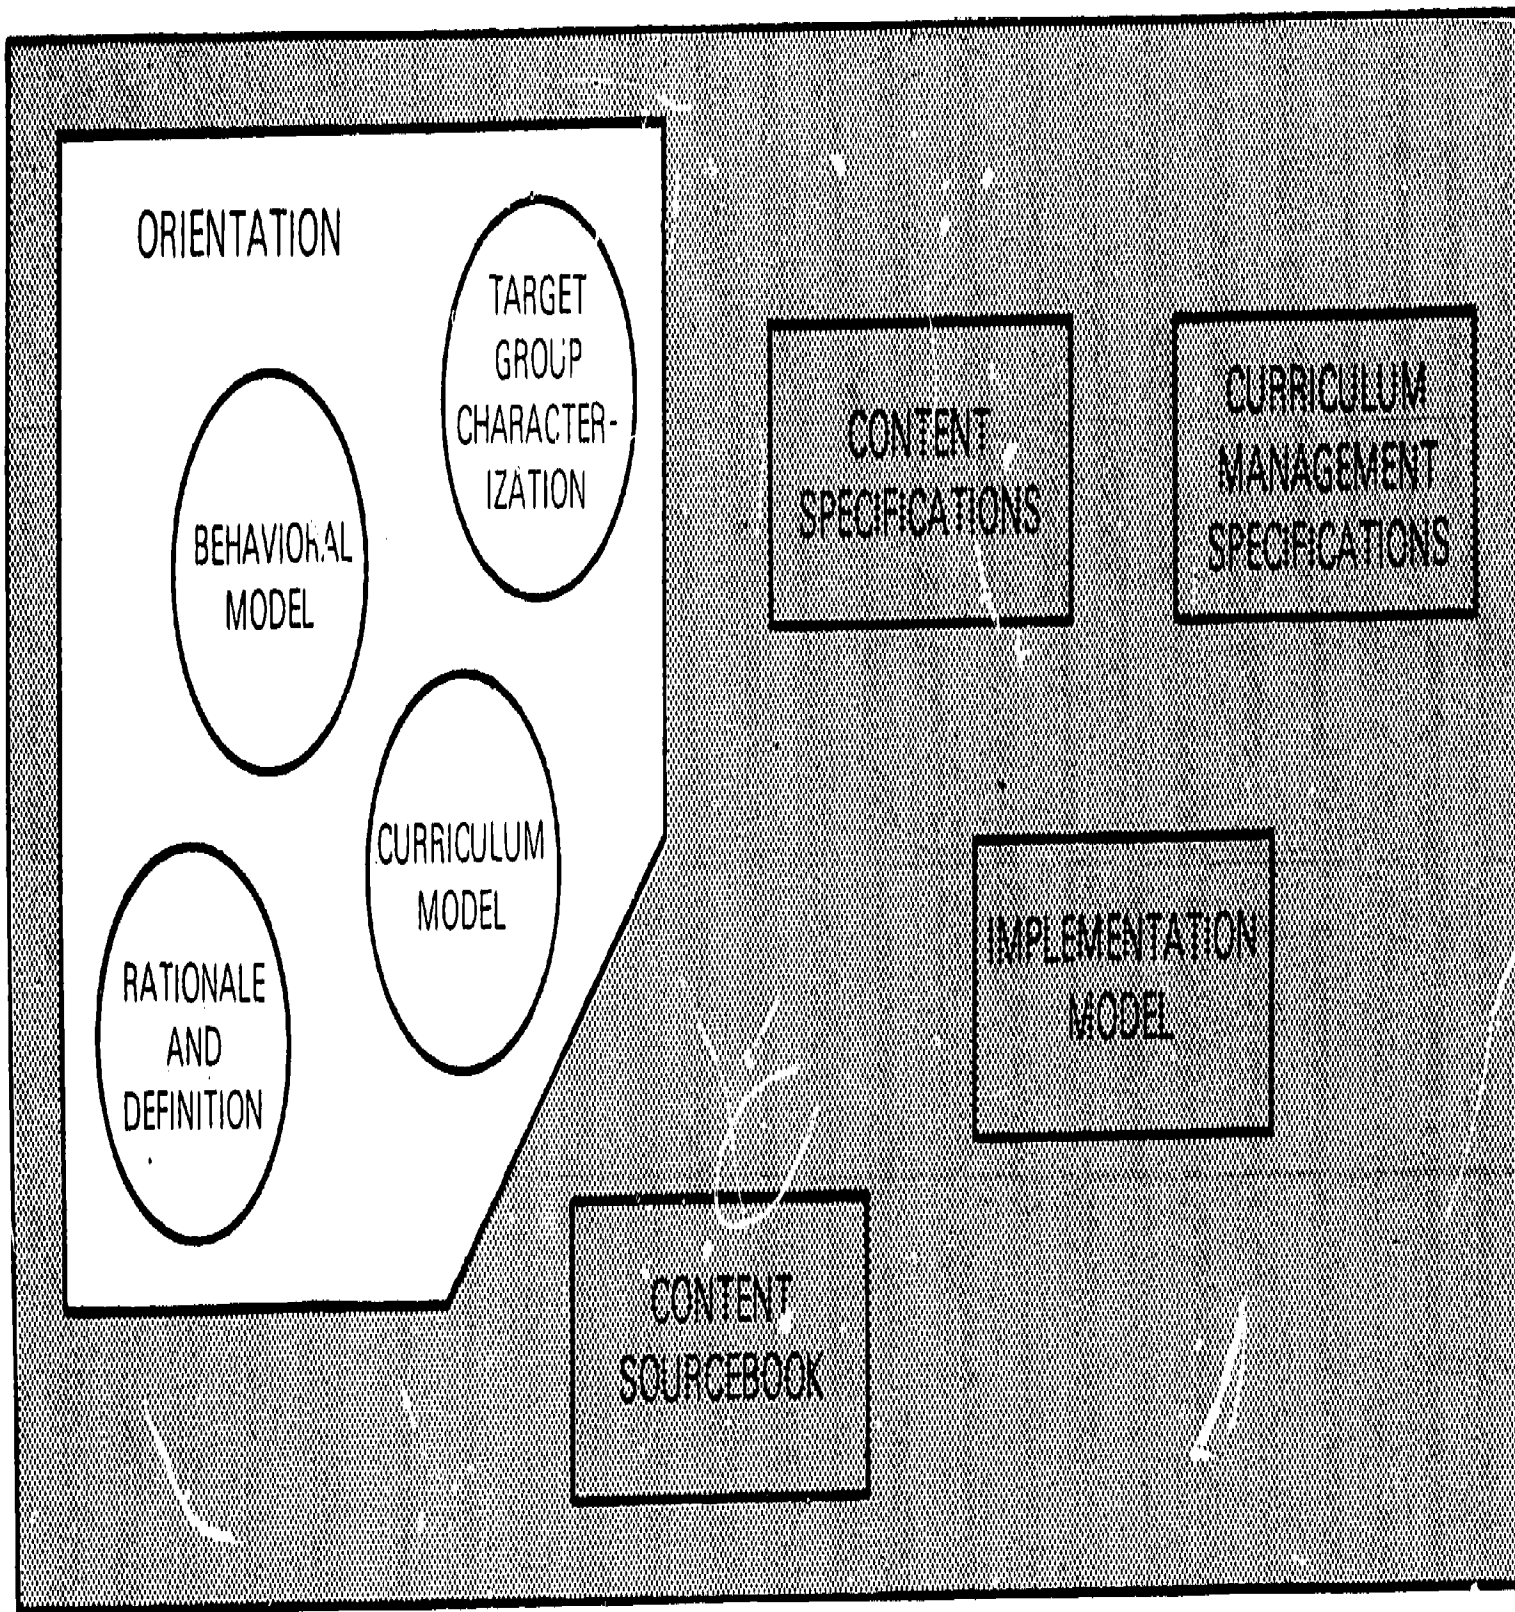 ORIENTATION
TARGET
GROUP
CHARACTER-
IZATION
BEHAVIORAL
MODEL
CURRICULUM
MODEL
RATIONALE
AND
DEFINITION
CONTENT
SPECIFICATIONS
CURRICULUM
MANAGEMENT
SPECIFICATIONS
IMPLEMENTATION
MODEL
CONTENT
SOURCEBOOK